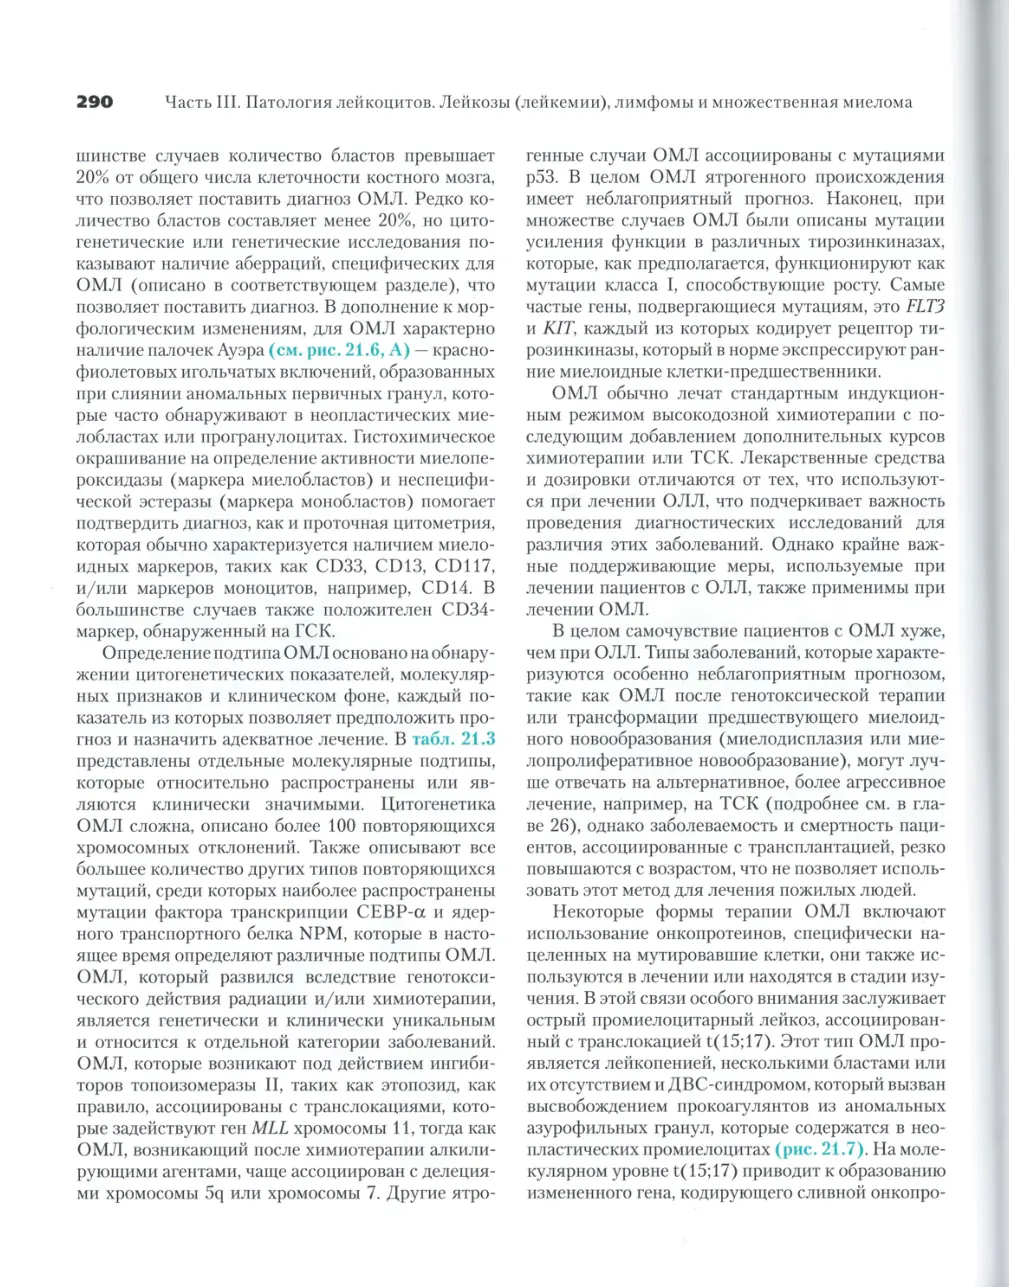 290 Часть III. Патология лейкоцитов. Лейкозы (лейкемии), лимфомы и множественная миелома
шинстве случаев количество бластов превышает
20% от общего числа клеточности костного мозга,
что позволяет поставить диагноз ОМЛ. Редко ко-
личество бластов составляет менее 20%, но цито-
генетические или генетические исследования по-
казывают наличие аберраций, специфических для
ОМЛ (описано в соответствующем разделе), что
позволяет поставить диагноз. В дополнение к мор-
фологическим изменениям, для ОМЛ характерно
наличие палочек Ауэра (см. рис. 21.6, А) — красно-
фиолетовых игольчатых включений, образованных
при слиянии аномальных первичных гранул, кото-
рые часто обнаруживают в неопластических мие-
лобластах или програнулоцитах. Гистохимическое
окрашивание на определение активности миелопе-
роксидазы (маркера миелобластов) и неспецифи-
ческой эстеразы (маркера монобластов) помогает
подтвердить диагноз, как и проточная цитометрия,
которая обычно характеризуется наличием миело-
идных маркеров, таких как CD33, CD13, CD117,
и/или маркеров моноцитов, например, CD14. В
большинстве случаев также положителен CD34-
маркер, обнаруженный на ГСК.
Определение подтипа ОМЛ основано на обнару-
жении цитогенетических показателей, молекуляр-
ных признаков и клиническом фоне, каждый по-
казатель из которых позволяет предположить про-
гноз и назначить адекватное лечение. В табл. 21.3
представлены отдельные молекулярные подтипы,
которые относительно распространены или яв-
ляются клинически значимыми. Цитогенетика
ОМЛ сложна, описано более 100 повторяющихся
хромосомных отклонений. Также описывают все
большее количество других типов повторяющихся
мутаций, среди которых наиболее распространены
мутации фактора транскрипции CEBP-α и ядер-
ного транспортного белка NPM, которые в насто-
ящее время определяют различные подтипы ОМЛ.
ОМЛ, который развился вследствие генотокси-
ческого действия радиации и/или химиотерапии,
является генетически и клинически уникальным
и относится к отдельной категории заболеваний.
ОМЛ, которые возникают под действием ингиби-
торов топоизомеразы II, таких как этопозид, как
правило, ассоциированы с транслокациями, кото-
рые задействуют ген MLL хромосомы 11, тогда как
ОМЛ, возникающий после химиотерапии алкили-
рующими агентами, чаще ассоциирован с делеция-
ми хромосомы 5q или хромосомы 7. Другие ятро-
генные случаи ОМЛ ассоциированы с мутациями
р53. В целом ОМЛ ятрогенного происхождения
имеет неблагоприятный прогноз. Наконец, при
множестве случаев ОМЛ были описаны мутации
усиления функции в различных тирозинкиназах,
которые, как предполагается, функционируют как
мутации класса I, способствующие росту. Самые
частые гены, подвергающиеся мутациям, это FLT3
и KIT, каждый из которых кодирует рецептор ти-
розинкиназы, который в норме экспрессируют ран-
ние миелоидные клетки-предшественники.
ОМЛ обычно лечат стандартным индукцион-
ным режимом высокодозной химиотерапии с по-
следующим добавлением дополнительных курсов
химиотерапии или ТСК. Лекарственные средства
и дозировки отличаются от тех, что используют-
ся при лечении ОЛЛ, что подчеркивает важность
проведения диагностических исследований для
различия этих заболеваний. Однако крайне важ-
ные поддерживающие меры, используемые при
лечении пациентов с ОЛЛ, также применимы при
лечении ОМЛ.
В целом самочувствие пациентов с ОМЛ хуже,
чем при ОЛЛ. Типы заболеваний, которые характе-
ризуются особенно неблагоприятным прогнозом,
такие как ОМЛ после генотоксической терапии
или трансформации предшествующего миелоид-
ного новообразования (миелодисплазия или мие-
лопролиферативное новообразование), могут луч-
ше отвечать на альтернативное, более агрессивное
лечение, например, на ТСК (подробнее см. в гла-
ве 26), однако заболеваемость и смертность паци-
ентов, ассоциированные с трансплантацией, резко
повышаются с возрастом, что не позволяет исполь-
зовать этот метод для лечения пожилых людей.
Некоторые формы терапии ОМЛ включают
использование онкопротеинов, специфически на-
целенных на мутировавшие клетки, они также ис-
пользуются в лечении или находятся в стадии изу-
чения. В этой связи особого внимания заслуживает
острый промиелоцитарный лейкоз, ассоциирован-
ный с транслокацией t(15;17). Этот тип ОМЛ про-
является лейкопенией, несколькими бластами или
их отсутствием и ДВС-синдромом, который вызван
высвобождением прокоагулянтов из аномальных
азурофильных гранул, которые содержатся в нео-
пластических промиелоцитах (рис. 21.7). На моле-
кулярном уровне t(15;17) приводит к образованию
измененного гена, кодирующего сливной онкопро-